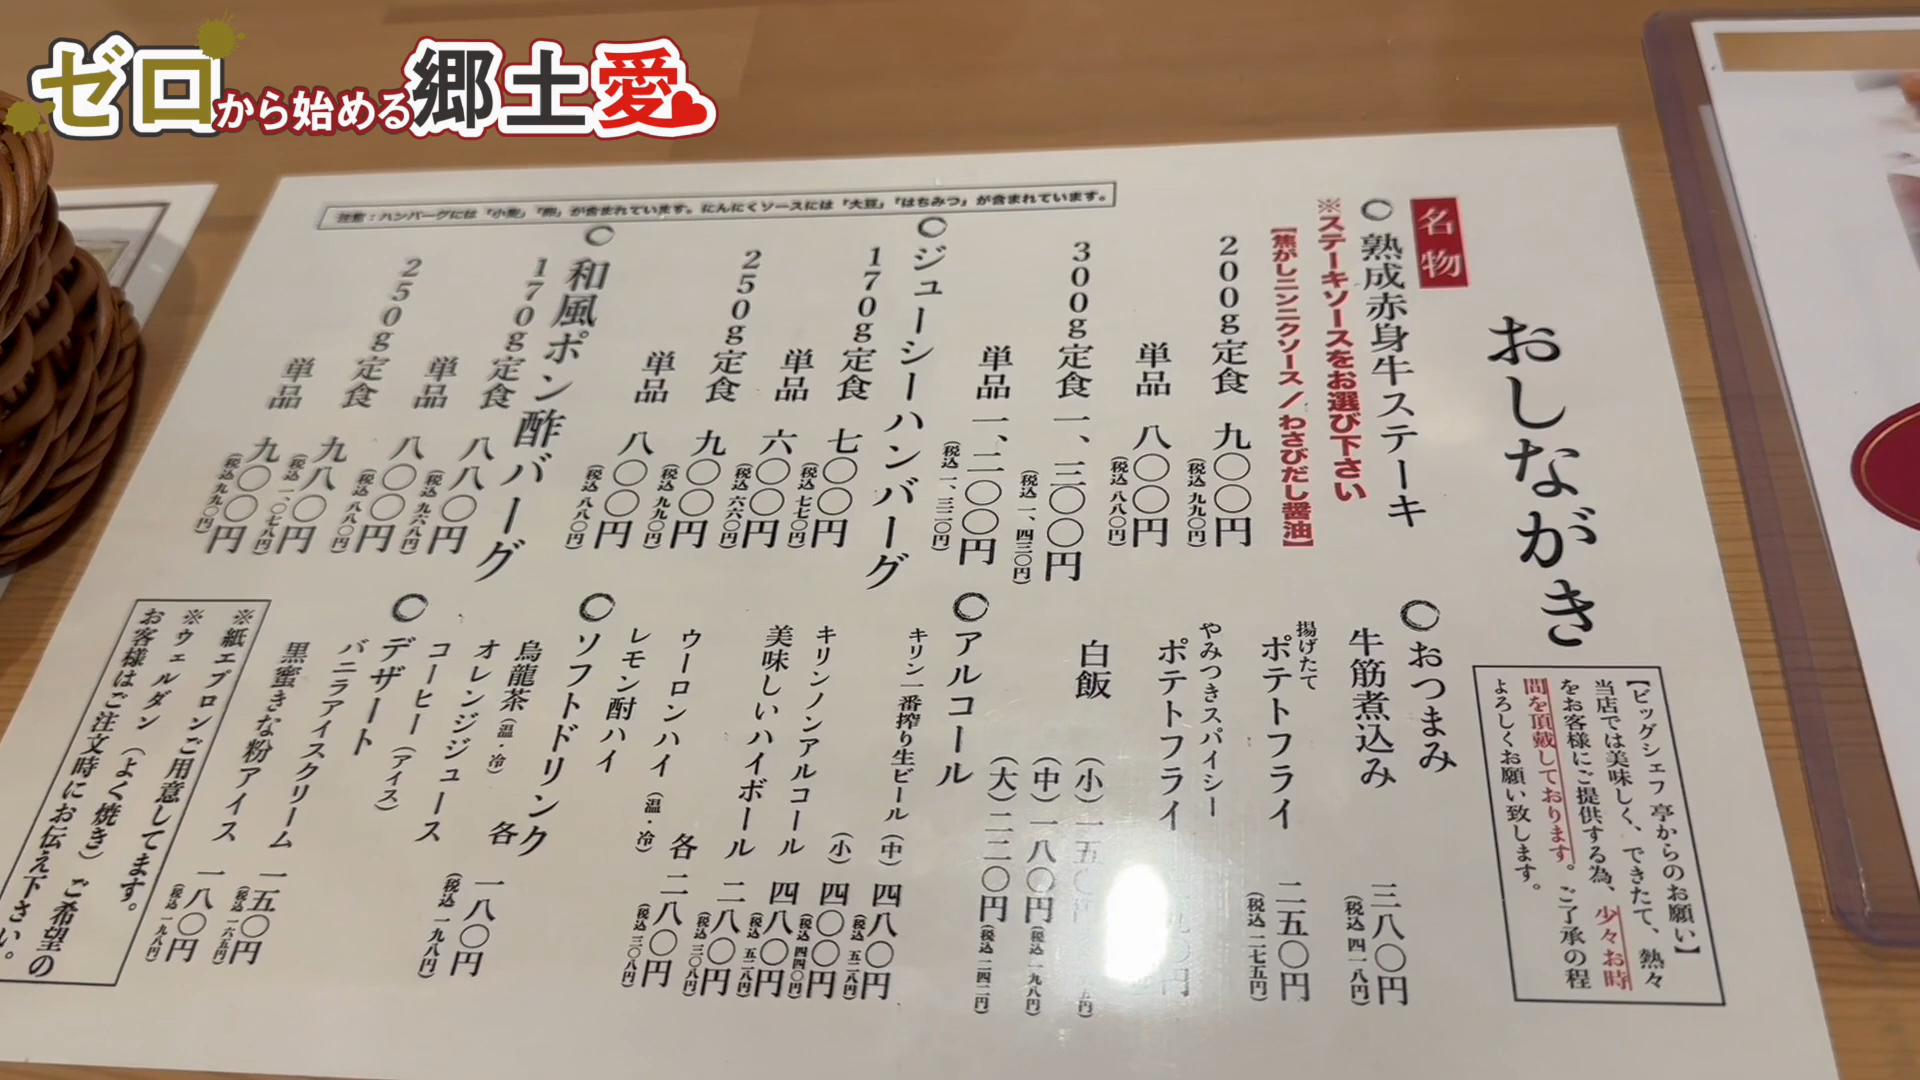 ゼロから始める郷土愛
おしながき
【ビッグシェフ 亭からのお願い】
当店では美味しく、できたて、熱々
をお客様にご提供する為、少々お時
間を頂戴しております。ご了承の程
よろしくお願い致します。
名物
〇熟成赤身牛ステーキ
※ステーキソースをお選び下さい
【焦がしニンニクソース／わさびだし醤油】
200g定食 九〇〇円
(税込 九九〇円)
単品 八〇〇円
(税込 八八〇円)
300g定食 一、三〇〇円
(税込 一、四三〇円)
単品 一、二〇〇円
(税込 一、三二〇円)
〇ジューシーハンバーグ
170g定食 七〇〇円
(税込 七七〇円)
単品 六〇〇円
(税込 六六〇円)
250g定食 九〇〇円
(税込 九九〇円)
単品 八〇〇円
(税込 八八〇円)
〇和風ポン酢バーグ
170g定食 八八〇円
(税込 九六八円)
単品 八〇〇円
(税込 八八〇円)
250g定食 九八〇円
(税込 一、〇七八円)
単品 九〇〇円
(税込 九九〇円)
注意：ハンバーグには「小麦」「卵」が含まれています。にんにくソースには「大豆」「はちみつ」が含まれています。
〇おつまみ
牛筋煮込み 三八〇円
(税込 四一八円)
揚げたて
ポテトフライ 二五〇円
(税込 二七五円)
やみつきスパイシー
ポテトフライ
白飯 (小)一五
(中)一八〇円(税込 一九八円)
(大)二二〇円(税込 二四二円)
〇アルコール
キリン一番搾り生ビール (中) 四八〇円
(税込 五二八円)
(小) 四〇〇円
(税込 四四〇円)
キリンノンアルコール 四八〇円
(税込 五二八円)
美味しいハイボール 二八〇円
(税込 三〇八円)
ウーロンハイ(温・冷) 各 二八〇円
(税込 三〇八円)
レモン酎ハイ
〇ソフトドリンク
烏龍茶(温・冷) 各 一八〇円
(税込 一九八円)
オレンジジュース
コーヒー(アイス)
〇デザート
バニラアイスクリーム 一五〇円
(税込 一六五円)
黒蜜きな粉アイス 一八〇円
(税込 一九八円)
※紙エプロンご用意してます。
※ウェルダン（よく焼き）ご希望の
お客様はご注文時にお伝え下さい。